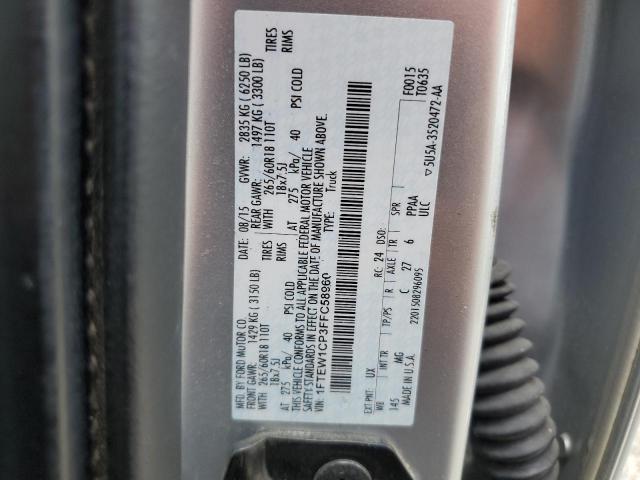 MFD. BY FORD MOTOR CO. DATE: 08/15 GVWR: 2835 KG ( 6250 LB)
FRONT GAWR: 1429 KG ( 3150 LB) REAR GAWR: 1497 KG ( 3300 LB)
265/60R18 110T TIRES WITH 265/60R18 110T TIRES
18x7.5J RIMS 18x7.5J RIMS
AT 275 kPa/ 40 PSI COLD AT 275 kPa/ 40 PSI COLD
THIS VEHICLE CONFORMS TO ALL APPLICABLE FEDERAL MOTOR VEHICLE
SAFETY STANDARDS IN EFFECT ON THE DATE OF MANUFACTURE SHOWN ABOVE.
VIN: 1FTEW1CP3FFC58960 TYPE: Truck
F0015
T0635
EXT PNT: UX RC: 24 DSO:
WB INT TR TP/PS R AXLE TR SPR
145 MG C 27 6 PPAA
MADE IN U.S.A. 2201508296095 ULC
▽5U5A-3520472-AA